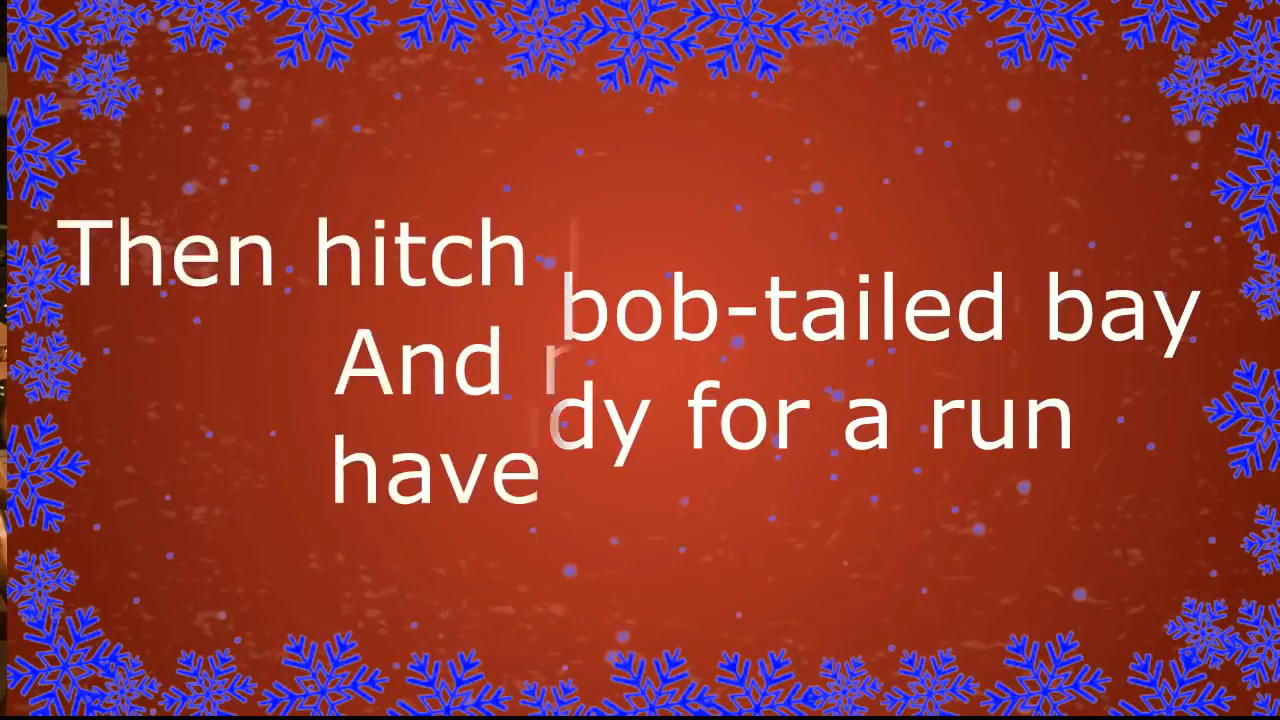 Then hitch
bob-tailed bay
And r
dy for a run
have